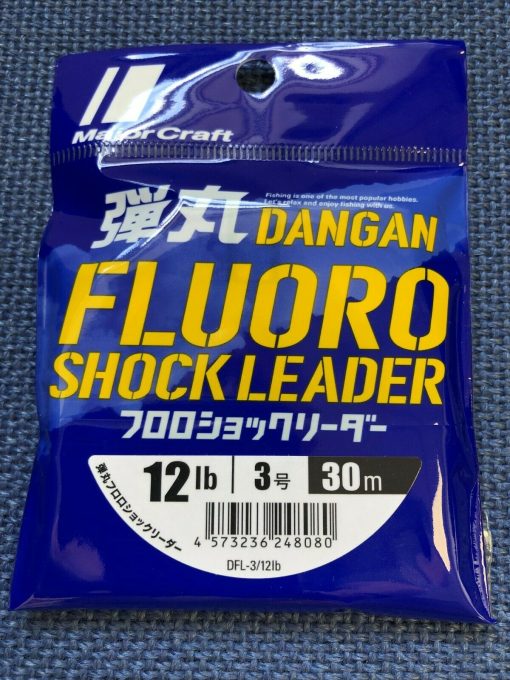 Major Craft
弾丸 DANGAN
Fishing is one of the most popular hobbies.
Let's relax and enjoy fishing with us.
FLUORO
SHOCK LEADER
フロロショックリーダー
弾丸フロロショックリーダー
12lb 3号 30m
4 573236 248080
DFL-3/12lb